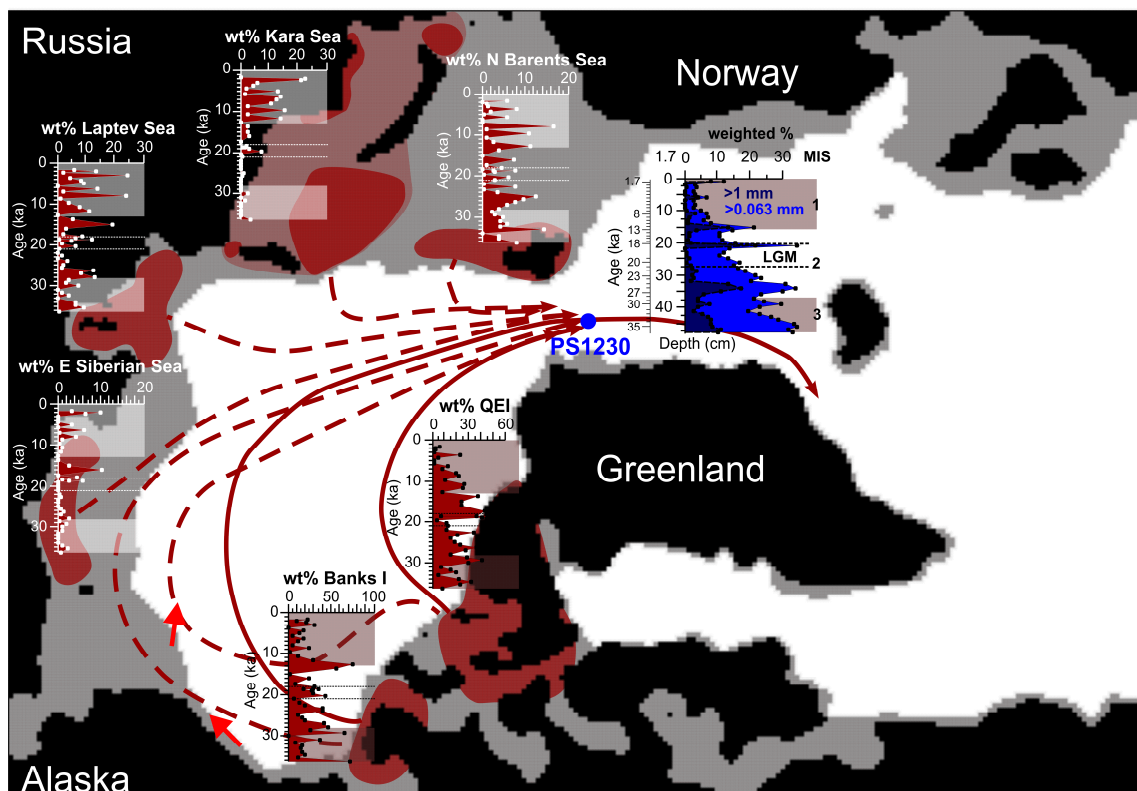 Russia
wt% Kara Sea
0 10 20 30
0
10
20
30
Age (ka)
wt% N Barents Sea
0 10 20
0
10
20
30
Age (ka)
Norway
weighted %
1.7 0 10 20 30 MIS
0
10
20
30
40
1.7
8
13
18
20
23
27
30
35
Age (ka)
>1 mm
>0.063 mm
1
LGM
2
3
Depth (cm)
wt% Laptev Sea
0 10 20 30
0
10
20
30
Age (ka)
PS1230
wt% E Siberian Sea
0 10 20
0
10
20
30
Age (ka)
wt% QEI
0 30 60
0
10
20
30
Age (ka)
Greenland
wt% Banks I
0 50 100
0
10
20
30
Age (ka)
Alaska